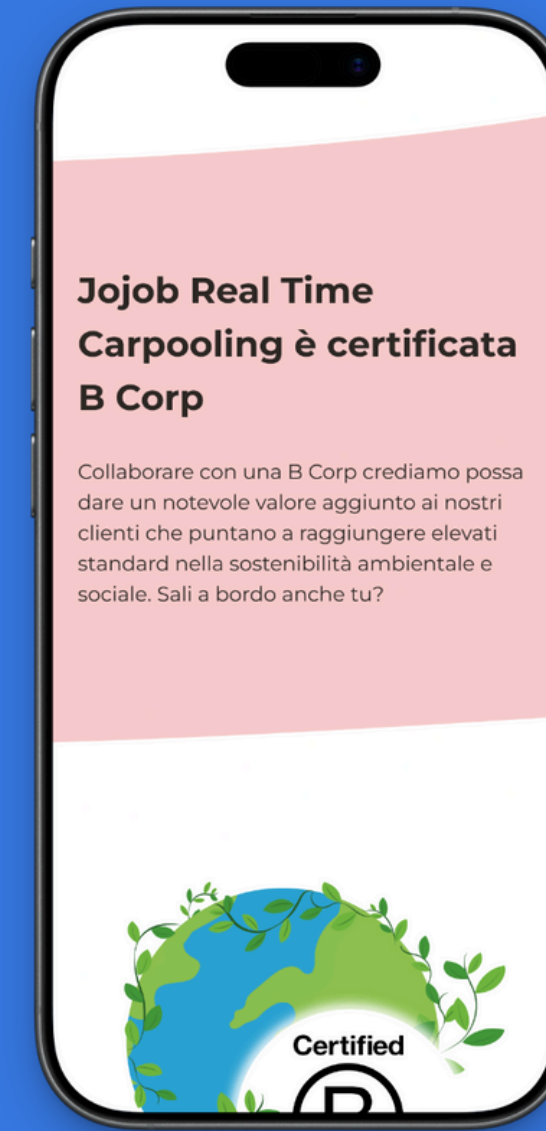 Jojob Real Time
Carpooling è certificata
B Corp
Collaborare con una B Corp crediamo possa
dare un notevole valore aggiunto ai nostri
clienti che puntano a raggiungere elevati
standard nella sostenibilità ambientale e
sociale. Sali a bordo anche tu?
Certified
B